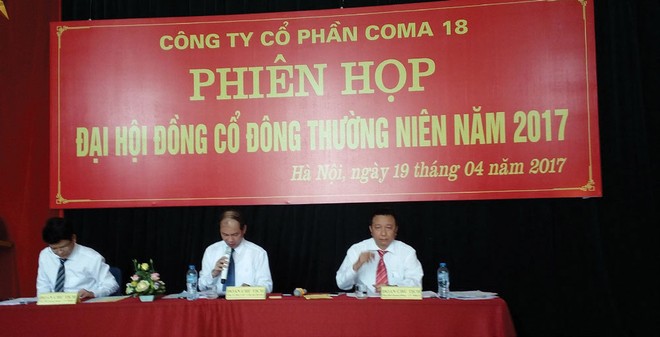 CÔNG TY CỔ PHẦN COMA 18
PHIÊN HỌP
ĐẠI HỘI ĐỒNG CỔ ĐÔNG THƯỜNG NIÊN NĂM 2017
Hà Nội, ngày 19 tháng 04 năm 2017